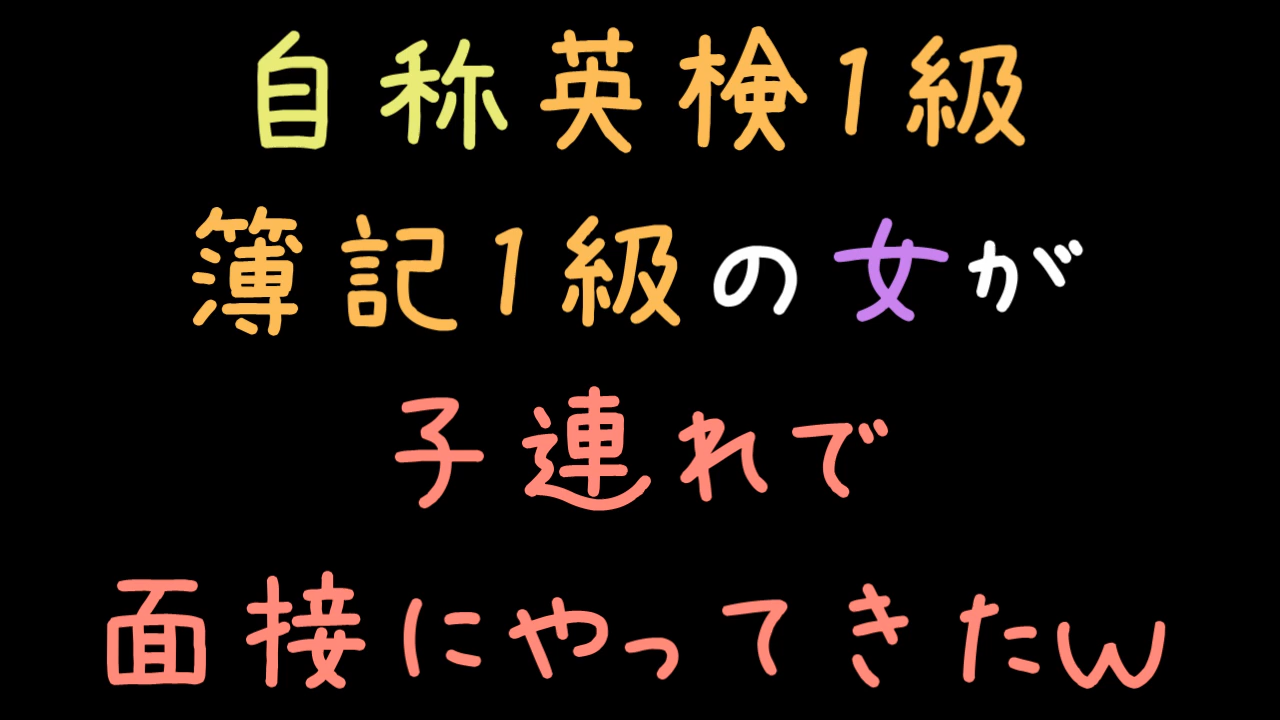 自称英検1級
簿記1級の女が
子連れで
面接にやってきたw